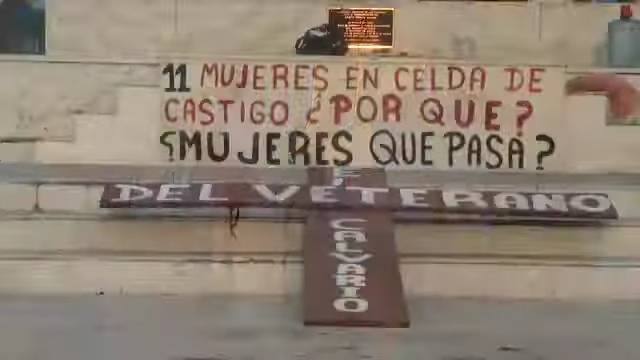 11 MUJERES EN CELDA DE
CASTIGO ¿POR QUE?
¿MUJERES QUE PASA?
DEL VETERANO
CALVARIO